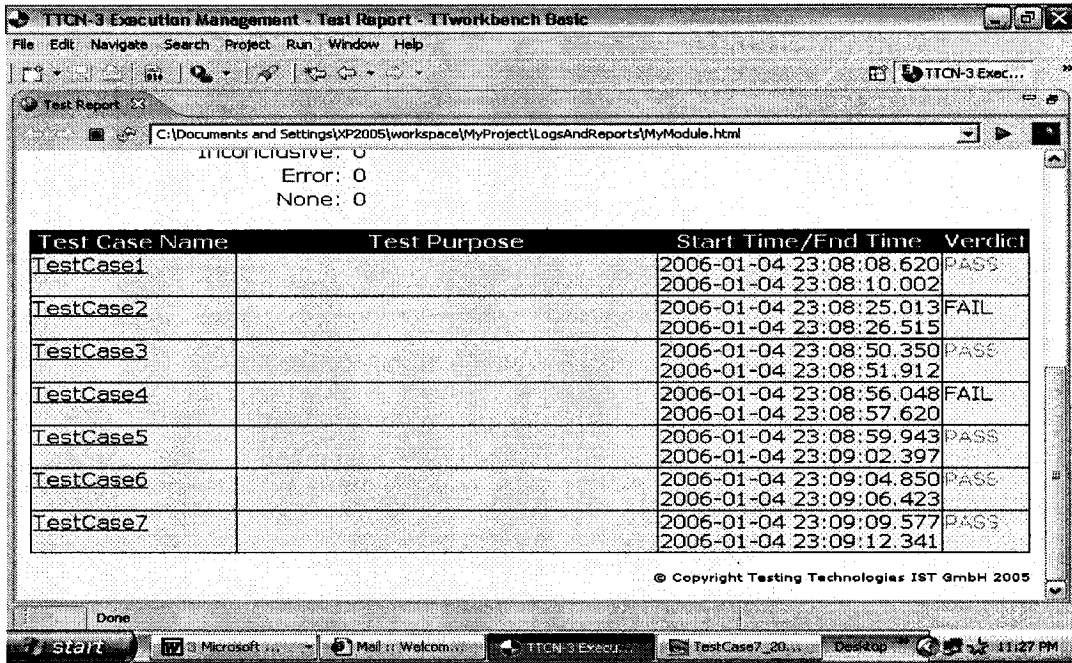 TTCN-3 Execution Management - Test Report - TTworkbench Basic
File Edit Navigate Search Project Run Window Help
TTCN-3 Exec...
Test Report
C:\Documents and Settings\XP2005\workspace\MyProject\LogsAndReports\MyModule.html
Inconclusive: 0
Error: 0
None: 0
Test Case Name Test Purpose Start Time/End Time Verdict
TestCase1 2006-01-04 23:08:08.620 PASS
2006-01-04 23:08:10.002
TestCase2 2006-01-04 23:08:25.013 FAIL
2006-01-04 23:08:26.515
TestCase3 2006-01-04 23:08:50.350 PASS
2006-01-04 23:08:51.912
TestCase4 2006-01-04 23:08:56.048 FAIL
2006-01-04 23:08:57.620
TestCase5 2006-01-04 23:08:59.943 PASS
2006-01-04 23:09:02.397
TestCase6 2006-01-04 23:09:04.850 PASS
2006-01-04 23:09:06.423
TestCase7 2006-01-04 23:09:09.577 PASS
2006-01-04 23:09:12.341
© Copyright Testing Technologies IST GmbH 2005
Done
start 3 Microsoft ... Mail :: Welcom... TTCN-3 Execu... TestCase7_20... Desktop 11:27 PM